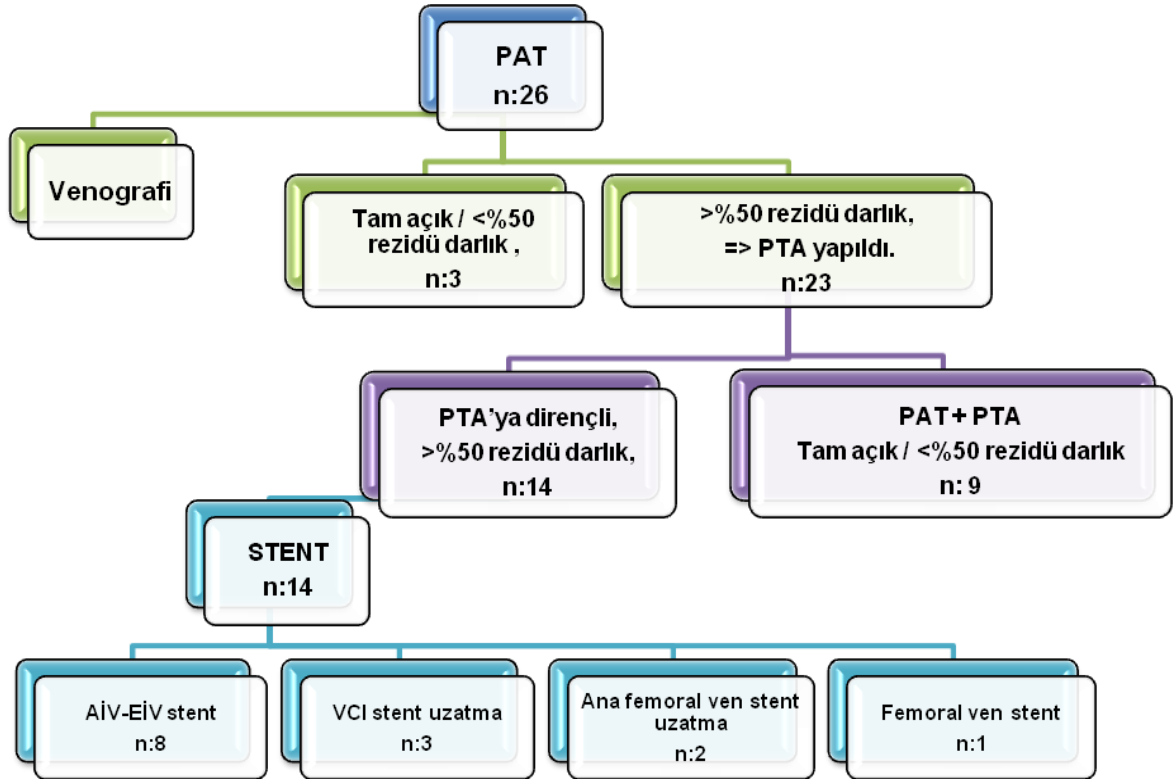 PAT
n:26
Venografi
Tam açık / <%50
rezidü darlık ,
n:3
>%50 rezidü darlık,
=> PTA yapıldı.
n:23
PTA’ya dirençli,
>%50 rezidü darlık,
n:14
PAT + PTA
Tam açık / <%50 rezidü darlık
n: 9
STENT
n:14
AİV-EİV stent
n:8
VCI stent uzatma
n:3
Ana femoral ven stent
uzatma
n:2
Femoral ven stent
n:1